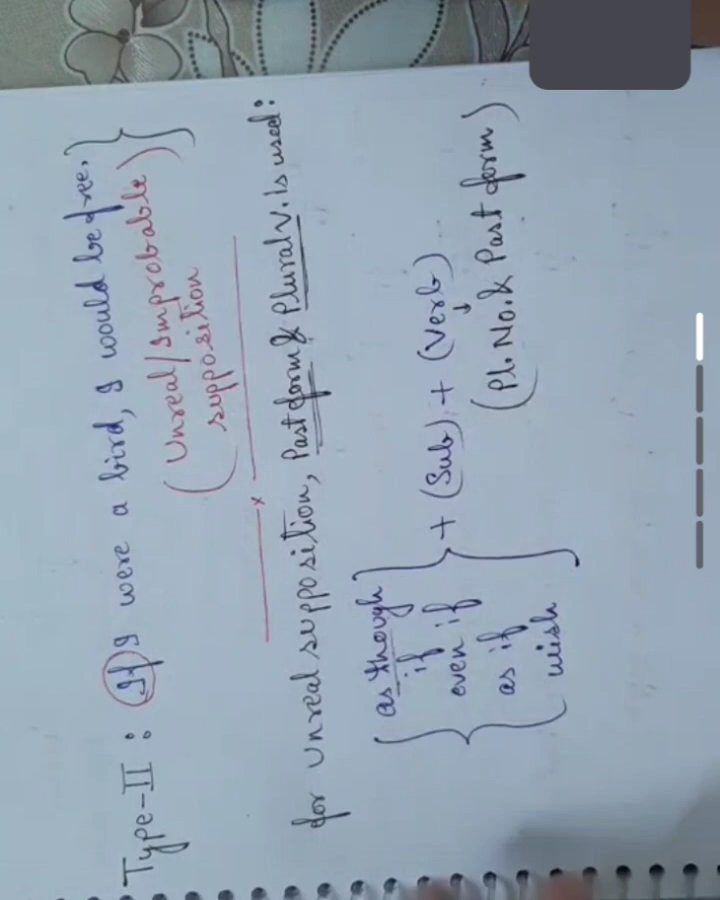 Type-II : If I were a bird, I would be free. }
( Unreal/Improbable )
supposition
x
for unreal supposition, Past form & Plural v. is used:
as though
if
even if
as if
wish
+ (Sub) + (Verb)
↓
(Pl. No. & Past form)